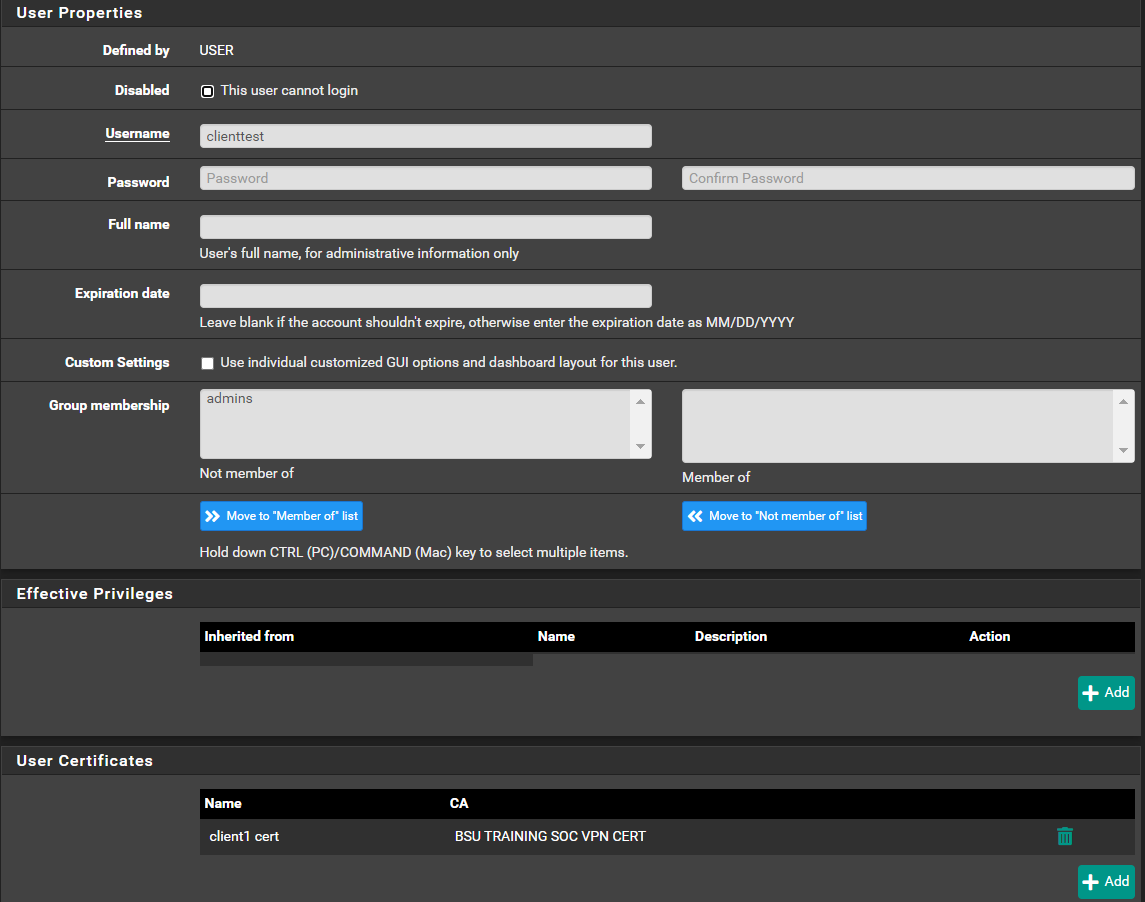 User Properties
Defined by USER
Disabled This user cannot login
Username clienttest
Password Password Confirm Password
Full name
User's full name, for administrative information only
Expiration date
Leave blank if the account shouldn't expire, otherwise enter the expiration date as MM/DD/YYYY
Custom Settings Use individual customized GUI options and dashboard layout for this user.
Group membership admins
Not member of Member of
Move to "Member of" list Move to "Not member of" list
Hold down CTRL (PC)/COMMAND (Mac) key to select multiple items.
Effective Privileges
Inherited from Name Description Action
Add
User Certificates
Name CA
client1 cert BSU TRAINING SOC VPN CERT
Add